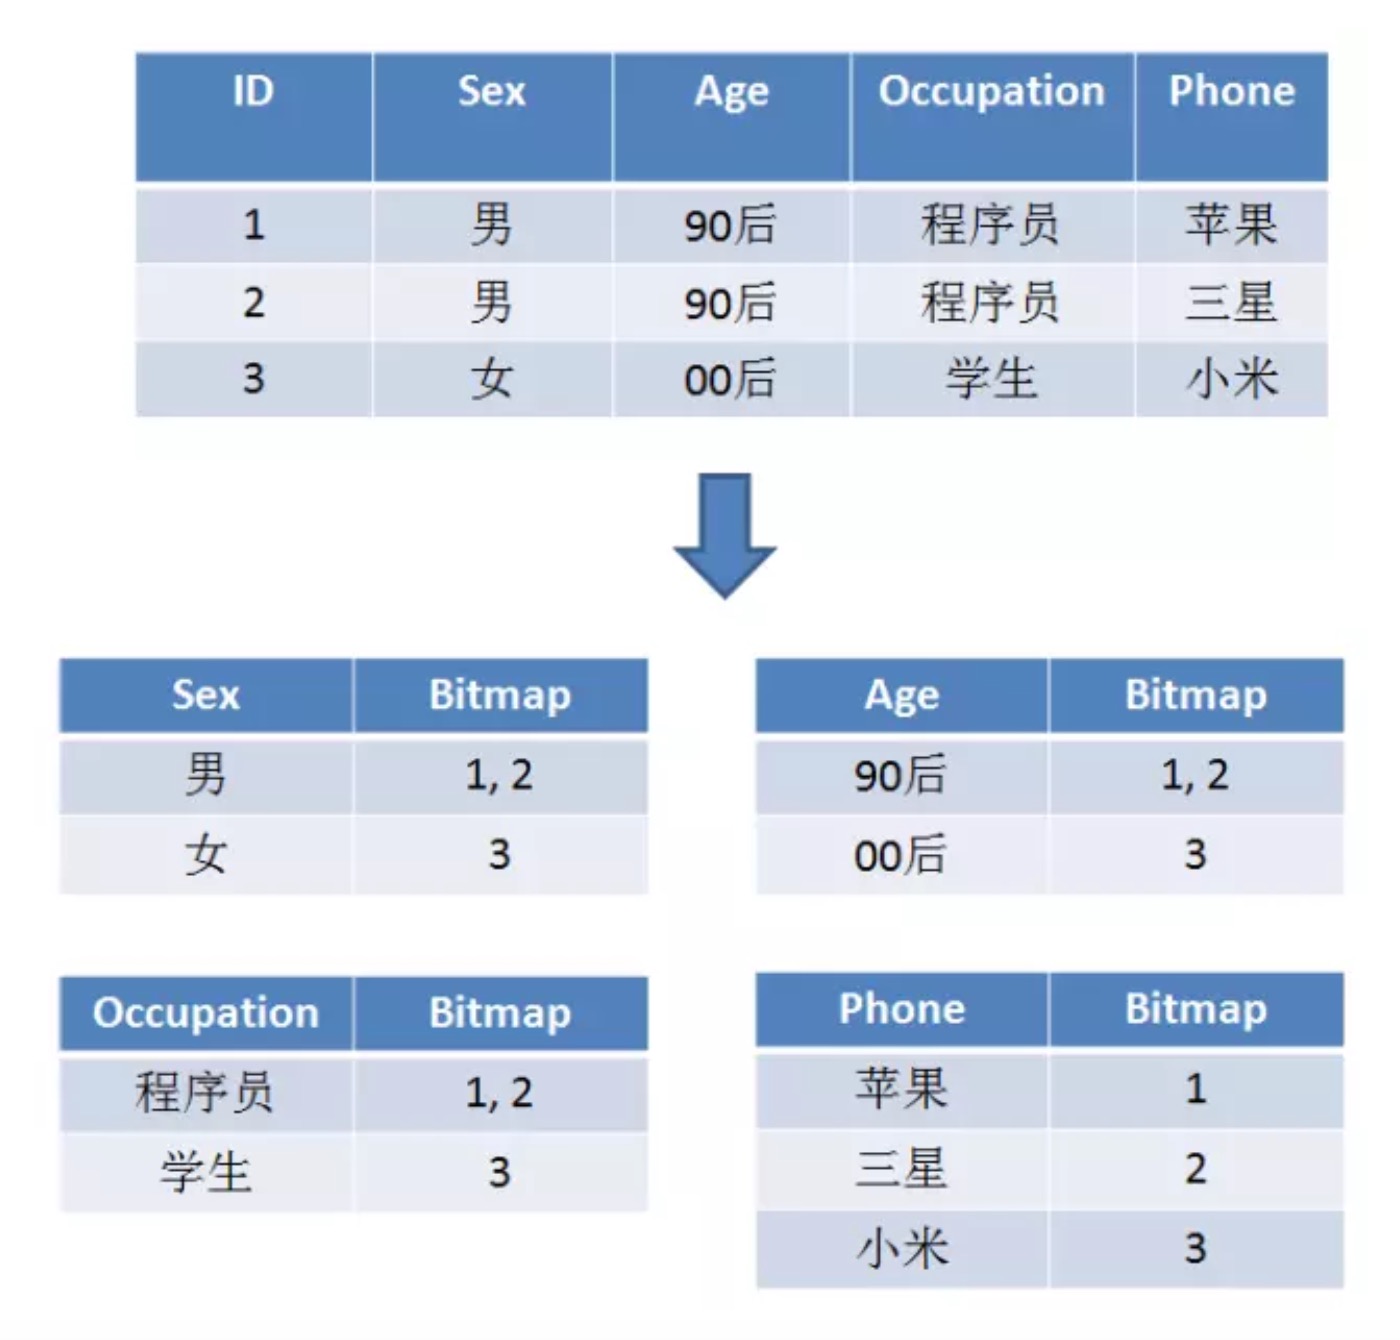 ID Sex Age Occupation Phone
1 男 90后 程序员 苹果
2 男 90后 程序员 三星
3 女 00后 学生 小米
Sex Bitmap
男 1, 2
女 3
Age Bitmap
90后 1, 2
00后 3
Occupation Bitmap
程序员 1, 2
学生 3
Phone Bitmap
苹果 1
三星 2
小米 3